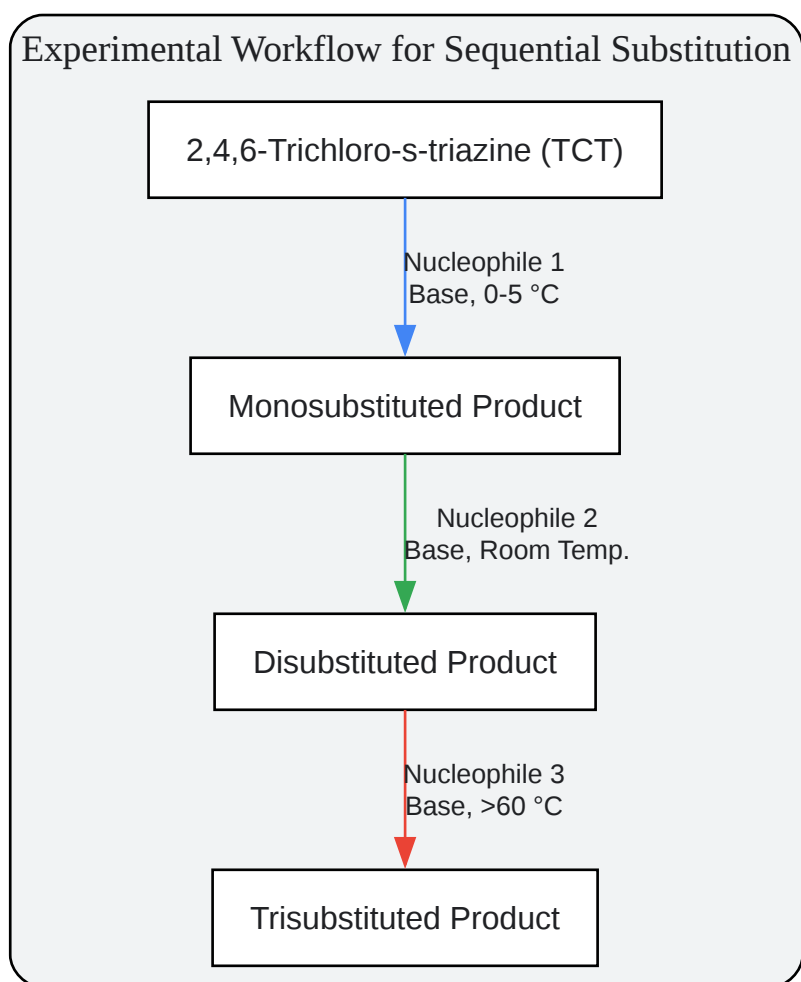 Experimental Workflow for Sequential Substitution
2,4,6-Trichloro-s-triazine (TCT)
Nucleophile 1
Base, 0-5 °C
Monosubstituted Product
Nucleophile 2
Base, Room Temp.
Disubstituted Product
Nucleophile 3
Base, >60 °C
Trisubstituted Product